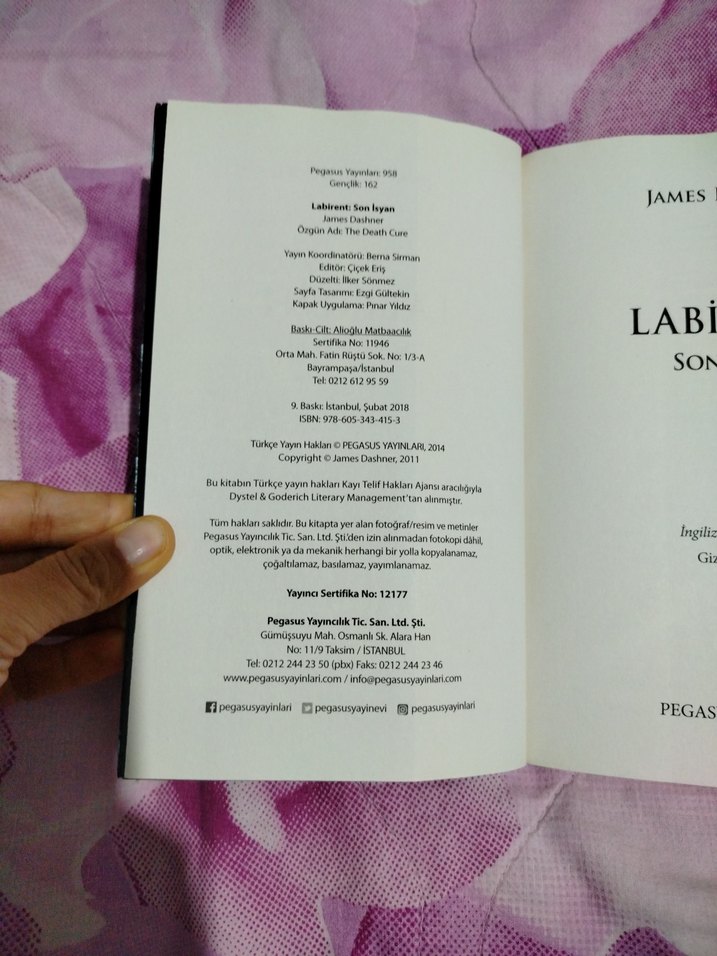 Pegasus Yayınları: 958
Gençlik: 162
Labirent: Son İsyan
James Dashner
Özgün Adı: The Death Cure
Yayın Koordinatörü: Berna Sirman
Editör: Çiçek Eriş
Düzelti: İlker Sönmez
Sayfa Tasarımı: Ezgi Gültekin
Kapak Uygulama: Pınar Yıldız
Baskı-Cilt: Alioğlu Matbaacılık
Sertifika No: 11946
Orta Mah. Fatin Rüştü Sok. No: 1/3-A
Bayrampaşa/İstanbul
Tel: 0212 612 95 59
9. Baskı: İstanbul, Şubat 2018
ISBN: 978-605-343-415-3
Türkçe Yayın Hakları © PEGASUS YAYINLARI, 2014
Copyright © James Dashner, 2011
Bu kitabın Türkçe yayın hakları Kayı Telif Hakları Ajansı aracılığıyla
Dystel & Goderich Literary Management'tan alınmıştır.
Tüm hakları saklıdır. Bu kitapta yer alan fotoğraf/resim ve metinler
Pegasus Yayıncılık Tic. San. Ltd. Şti.'den izin alınmadan fotokopi dâhil,
optik, elektronik ya da mekanik herhangi bir yolla kopyalanamaz,
çoğaltılamaz, basılamaz, yayımlanamaz.
Yayıncı Sertifika No: 12177
Pegasus Yayıncılık Tic. San. Ltd. Şti.
Gümüşsuyu Mah. Osmanlı Sk. Alara Han
No: 11/9 Taksim / İSTANBUL
Tel: 0212 244 23 50 (pbx) Faks: 0212 244 23 46
www.pegasusyayinlari.com / info@pegasusyayinlari.com
pegasusyayinlari pegasusyayinevi pegasusyayinlari
JAMES
LABİ
SON
İngiliz
Giz
PEGAS